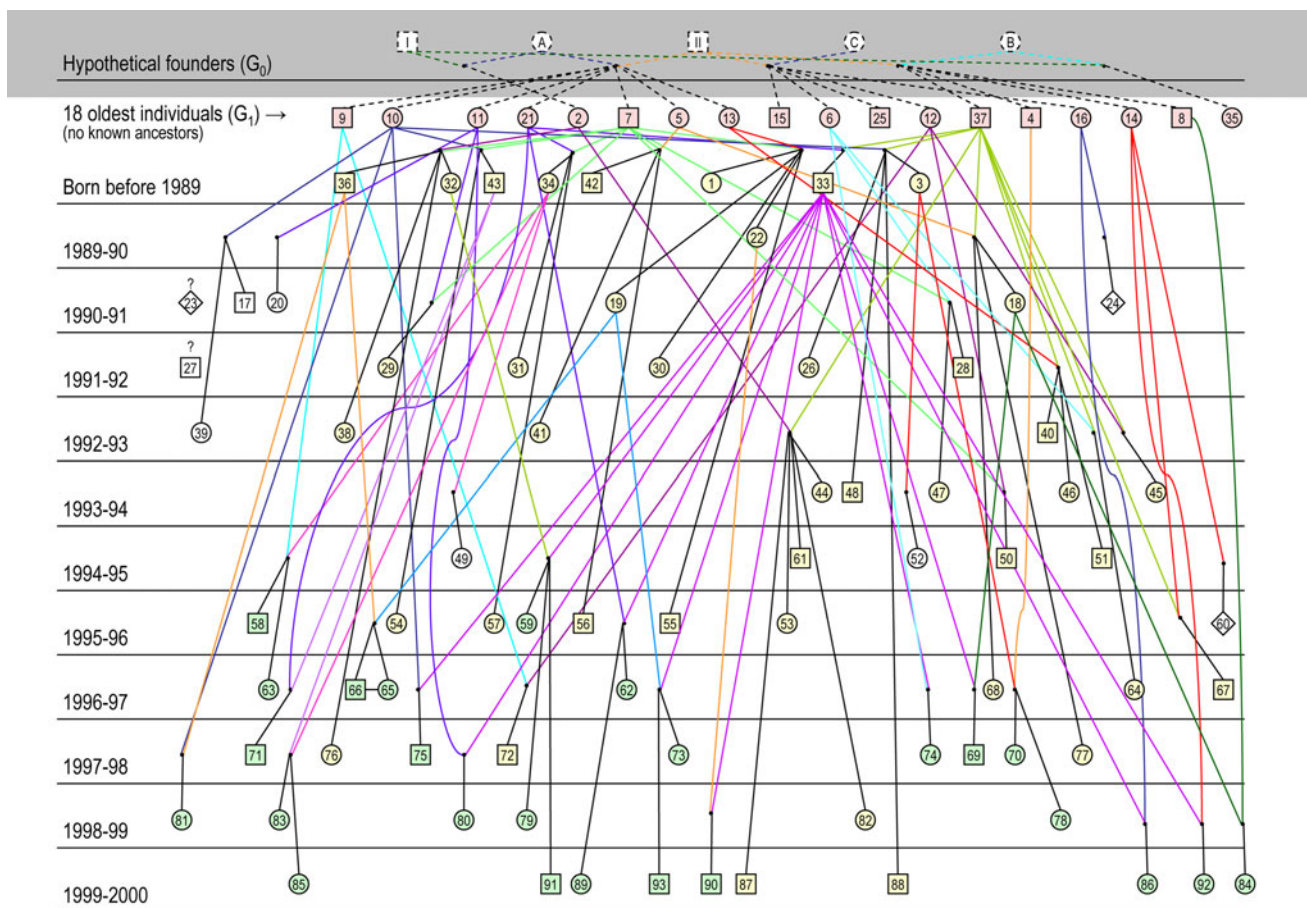 I A II C B
Hypothetical founders (G0)
18 oldest individuals (G1) →
9 10 11 21 2 7 5 13 15 6 25 12 37 4 16 14 8 35
(no known ancestors)
36 32 43 34 42 1 33 3
Born before 1989
22
1989-90
?
23 17 20 19 18 24
1990-91
?
27 29 31 30 26 28
1991-92
39 38 41 40
1992-93
44 48 47 46 45
1993-94
49 61 52 50 51
1994-95
58 54 57 59 56 55 53 60
1995-96
63 66 65 62 74 69 68 70 64 67
1996-97
71 76 75 72 73 74 69 70 77
1997-98
81 83 80 79 82 78
1998-99
85 91 89 93 90 87 88 86 92 84
1999-2000